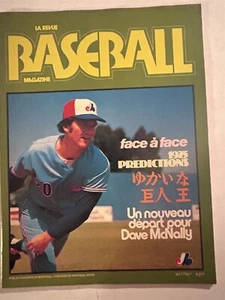 LA REVUE
BASEBALL
MAGAZINE
face à face
1975
PREDICTIONS
ゆかいな
巨人 王
Un nouveau
départ pour
Dave McNally